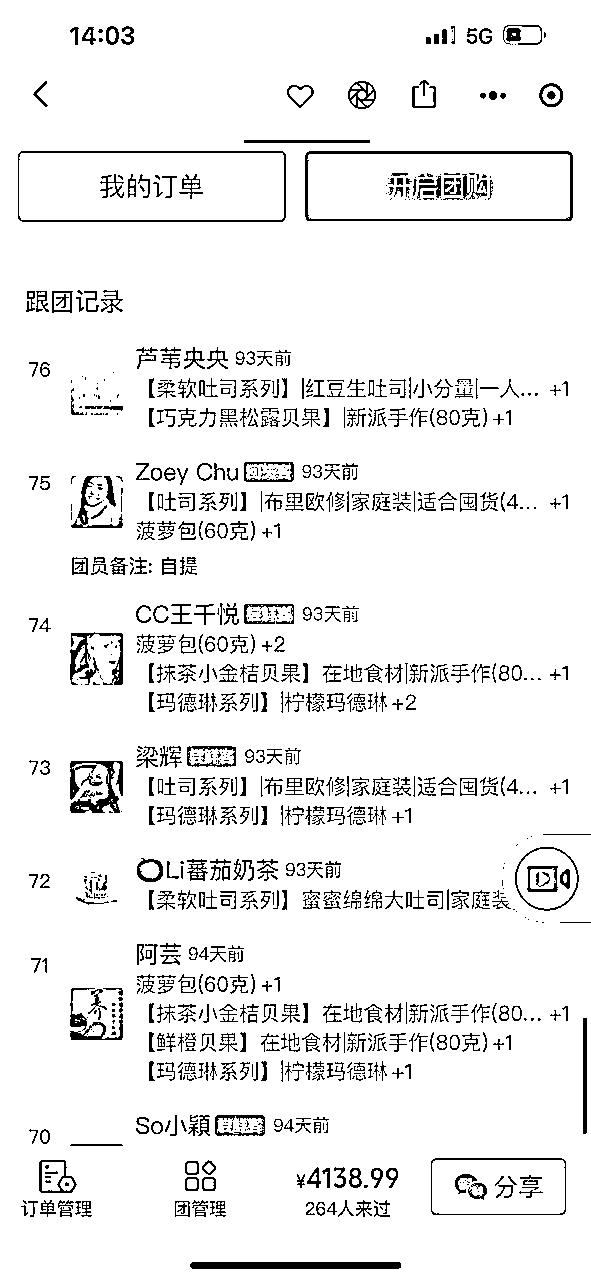 14:03
5G
我的订单
开启团购
跟团记录
76
芦苇央央 93天前
【柔软吐司系列】|红豆生吐司|小分量|一人... +1
【巧克力黑松露贝果】|新派手作(80克) +1
75
Zoey Chu 93天前
【吐司系列】|布里欧修|家庭装|适合囤货(4... +1
菠萝包(60克) +1
团员备注: 自提
74
CC王千悦 93天前
菠萝包(60克) +2
【抹茶小金桔贝果】在地食材|新派手作(80... +1
【玛德琳系列】|柠檬玛德琳 +2
73
梁辉 93天前
【吐司系列】|布里欧修|家庭装|适合囤货(4... +1
【玛德琳系列】|柠檬玛德琳 +1
72
Li蕃茄奶茶 93天前
【柔软吐司系列】蜜蜜绵绵大吐司|家庭装
71
阿芸 94天前
菠萝包(60克) +1
【抹茶小金桔贝果】在地食材|新派手作(80... +1
【鲜橙贝果】在地食材|新派手作(80克) +1
【玛德琳系列】|柠檬玛德琳 +1
70
So小穎 94天前
订单管理
团管理
¥4138.99
264人来过
分享